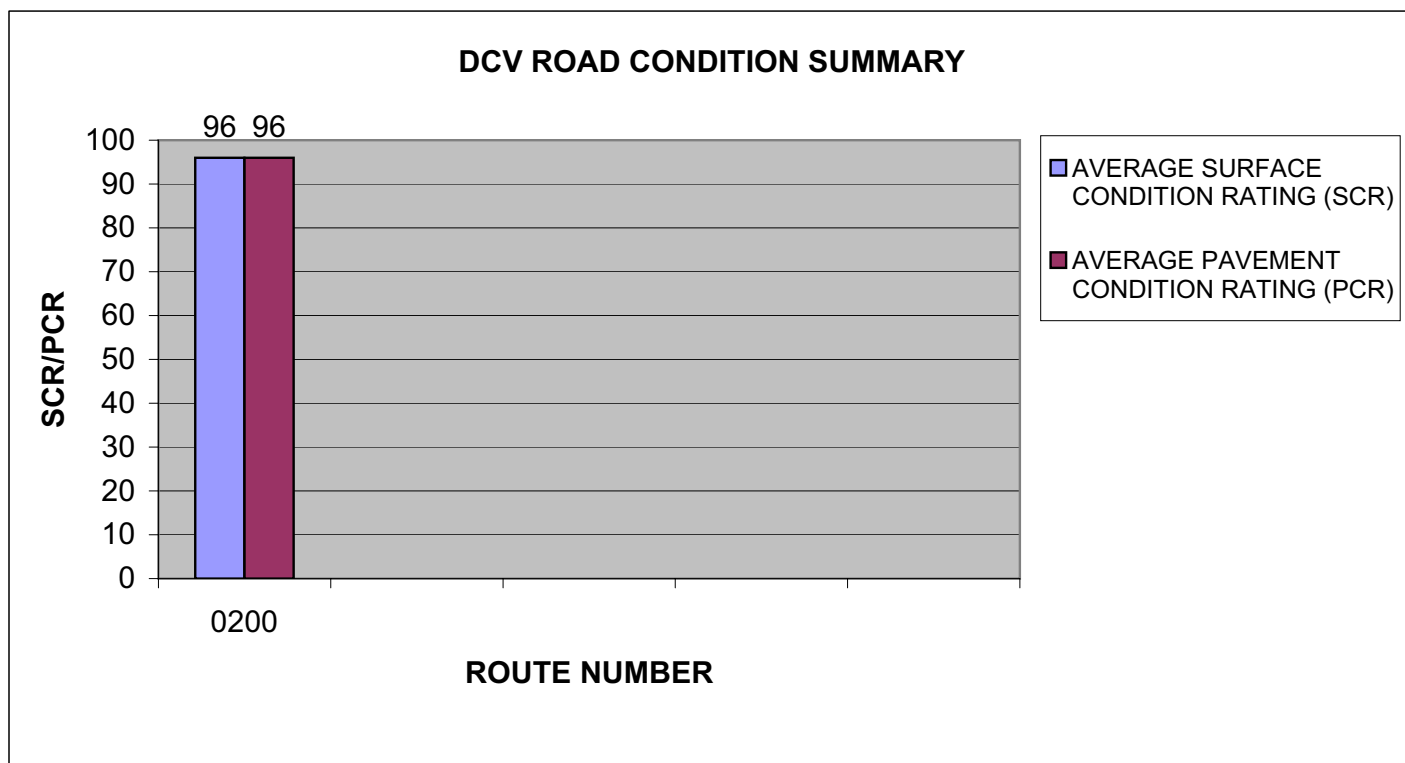 DCV ROAD CONDITION SUMMARY
96 96
100
90
80
70
60
50
40
30
20
10
0
SCR/PCR
0200
ROUTE NUMBER
AVERAGE SURFACE
CONDITION RATING (SCR)
AVERAGE PAVEMENT
CONDITION RATING (PCR)